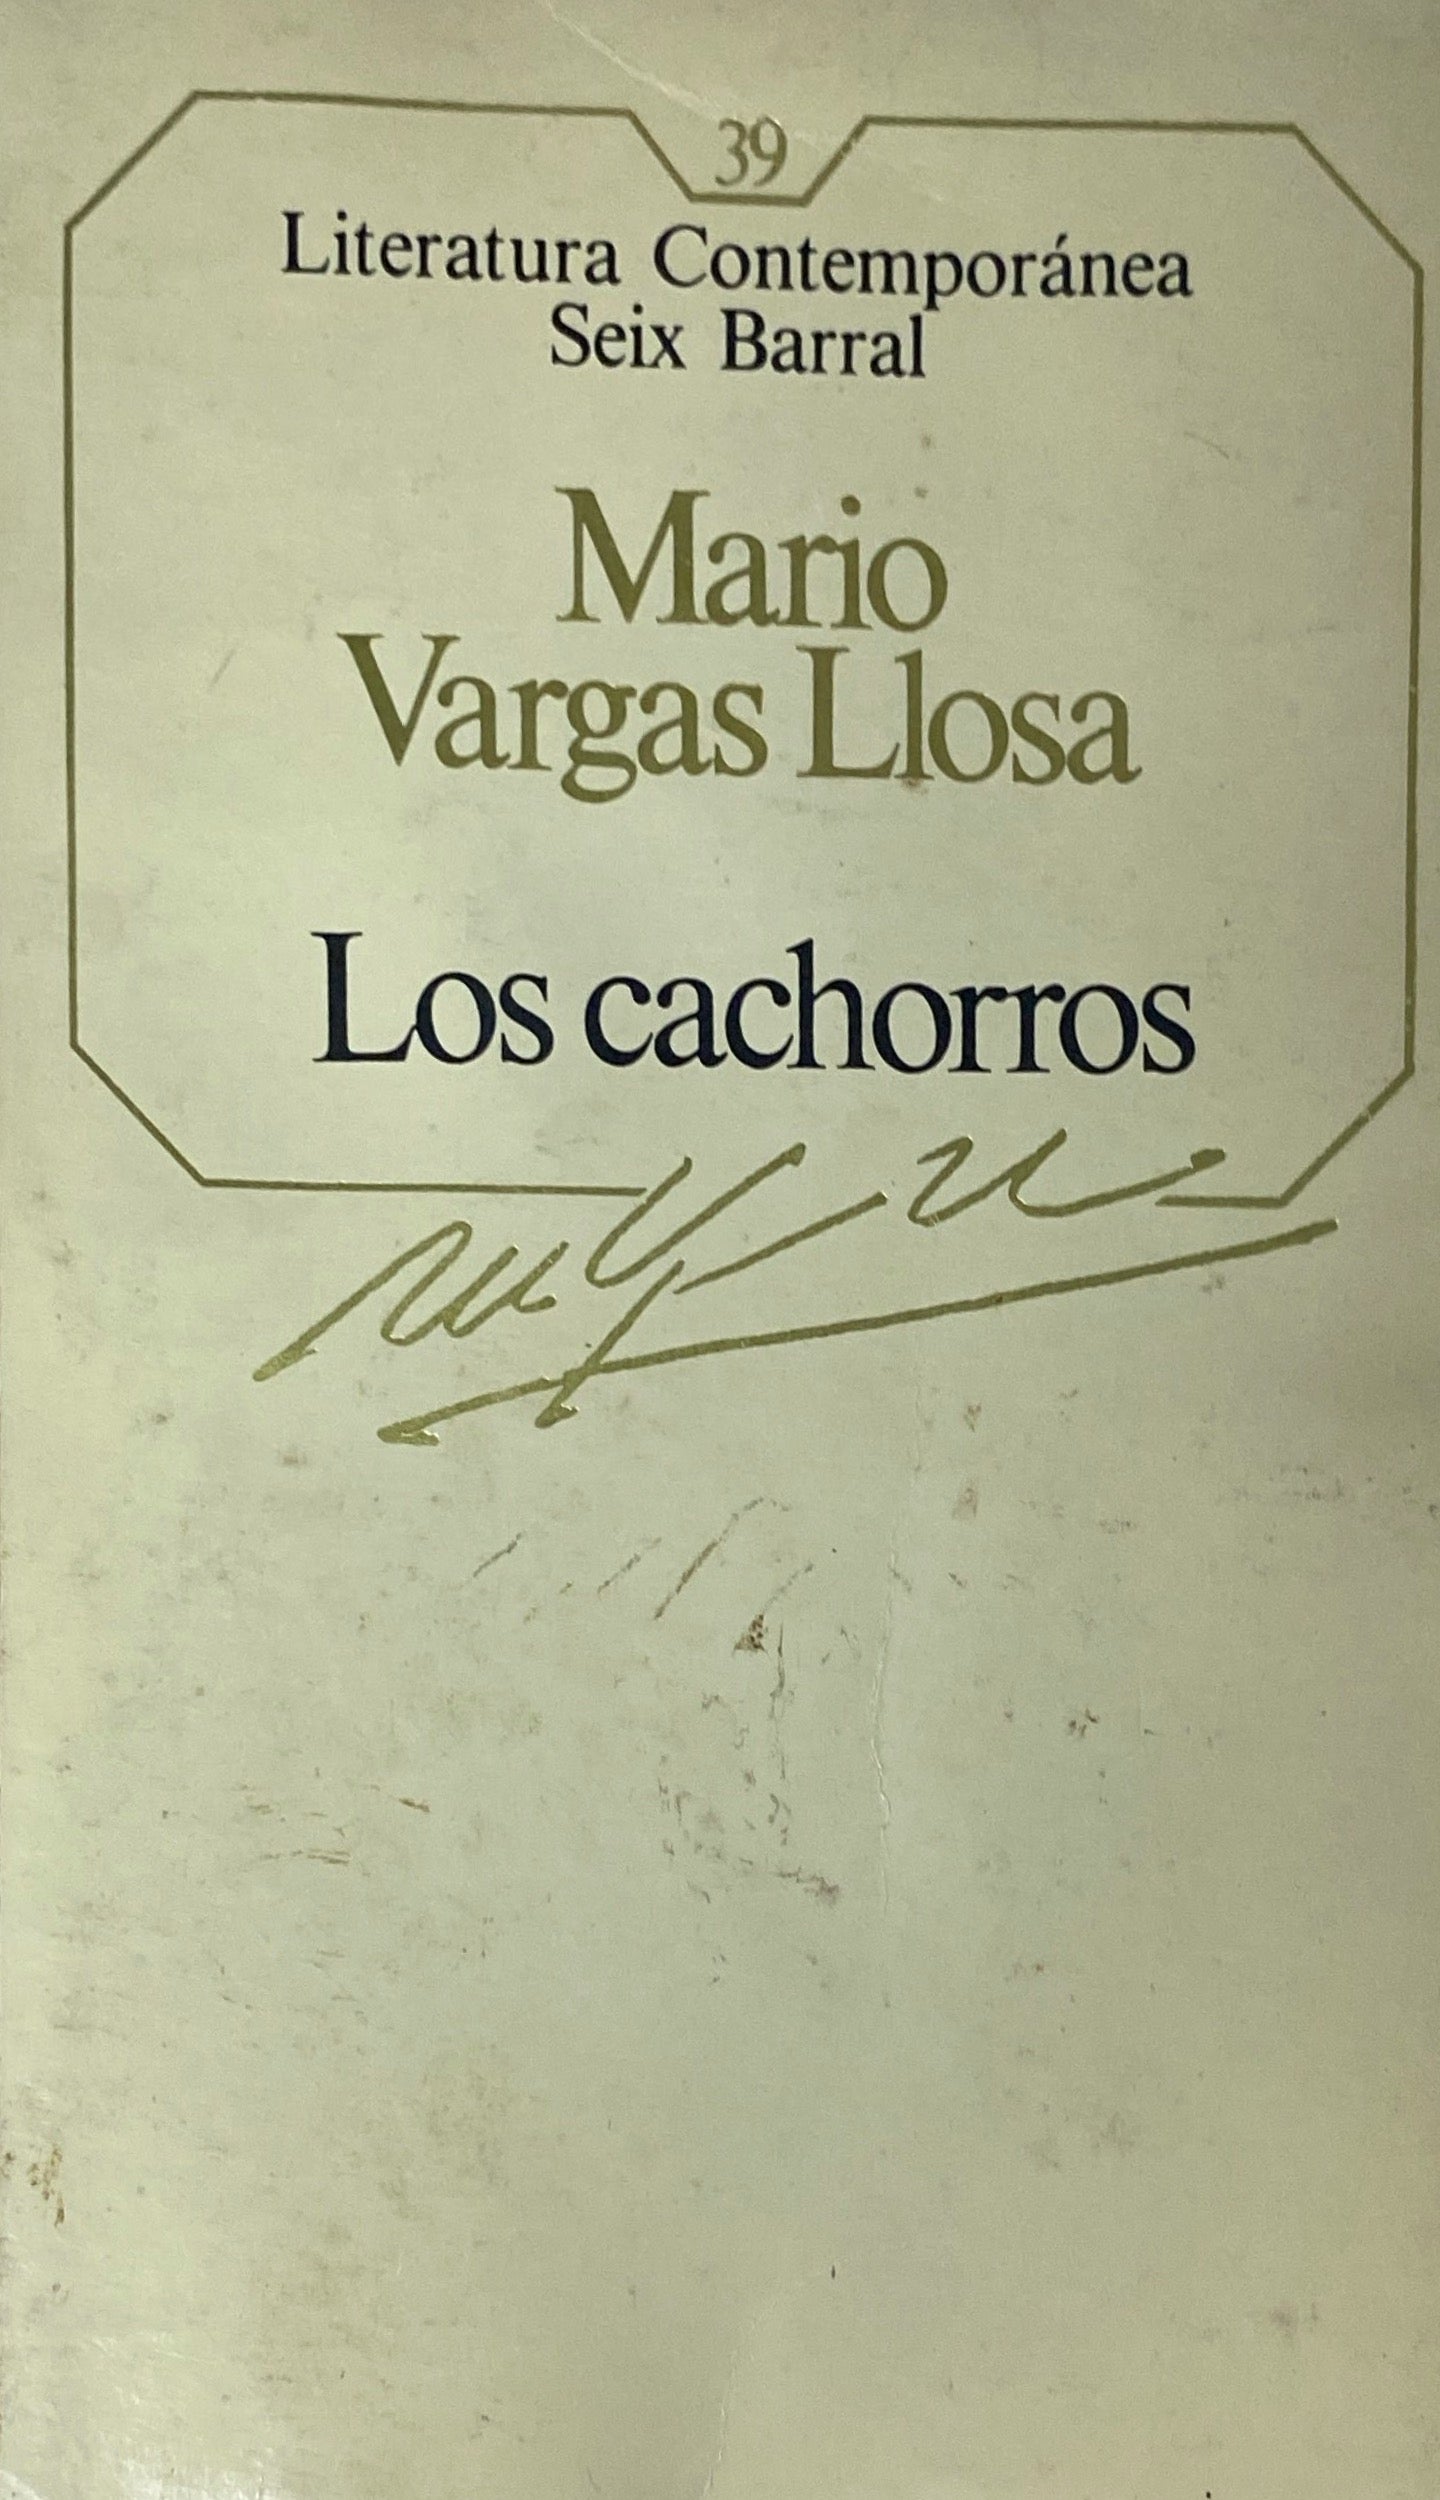 39
Literatura Contemporánea
Seix Barral
Mario
Vargas Llosa
Los cachorros